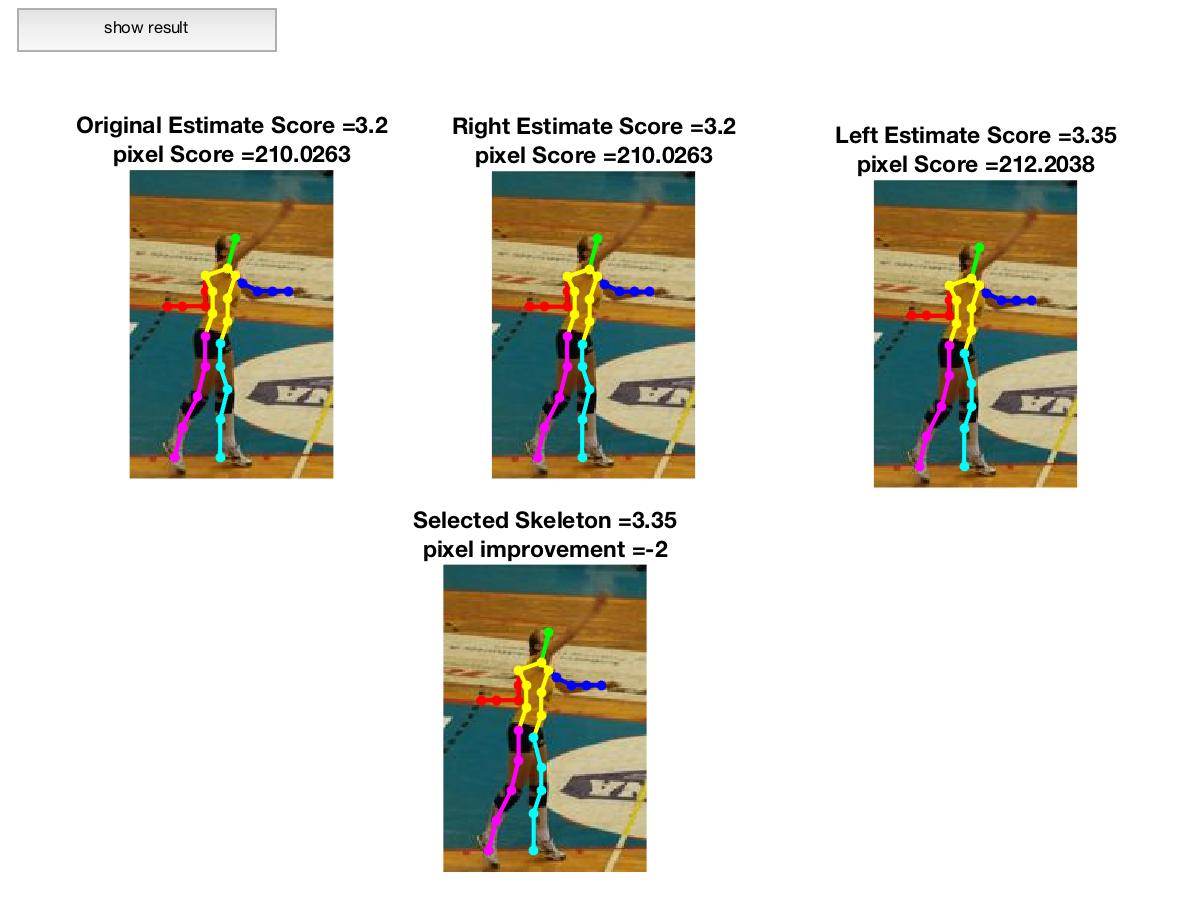 show result
Original Estimate Score =3.2
pixel Score =210.0263
Right Estimate Score =3.2
pixel Score =210.0263
Left Estimate Score =3.35
pixel Score =212.2038
Selected Skeleton =3.35
pixel improvement =-2